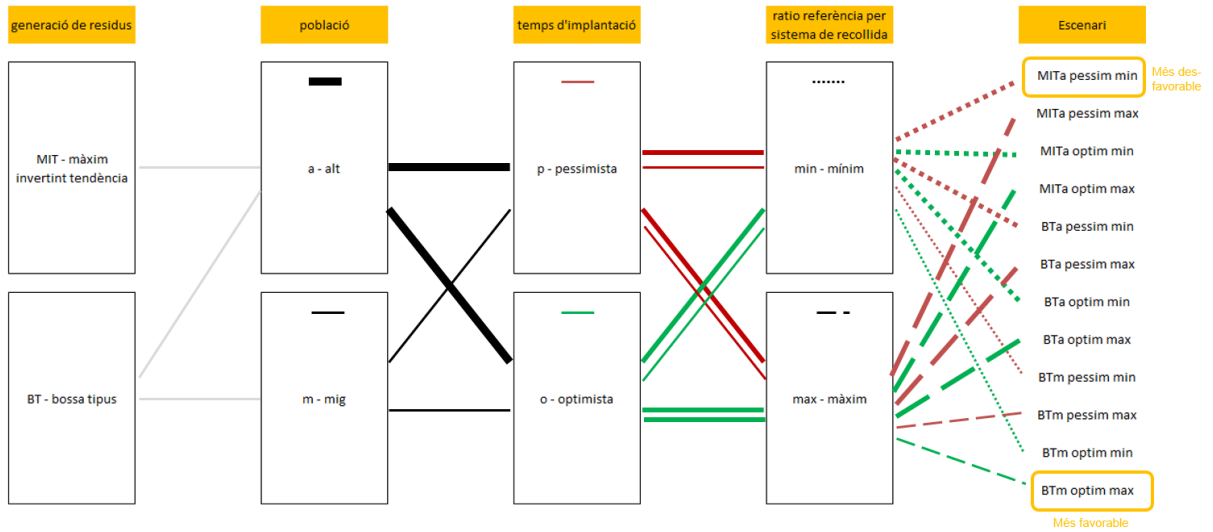 generació de residus
població
temps d'implantació
ratio referència per
sistema de recollida
Escenari
MIT - màxim
invertint tendència
BT - bossa tipus
a - alt
m - mig
p - pessimista
o - optimista
min - mínim
max - màxim
MITa pessim min
Més des-
favorable
MITa pessim max
MITa optim min
MITa optim max
BTa pessim min
BTa pessim max
BTa optim min
BTa optim max
BTm pessim min
BTm pessim max
BTm optim min
BTm optim max
Més favorable